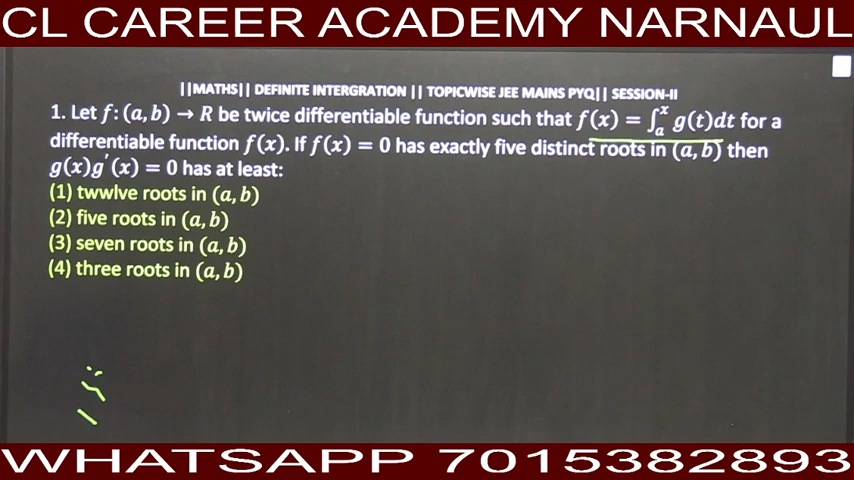 CL CAREER ACADEMY NARNAUL
||MATHS|| DEFINITE INTERGRATION || TOPICWISE JEE MAINS PYQ|| SESSION-II
1. Let f: (a, b) → R be twice differentiable function such that f(x) = ∫ₐˣ g(t)dt for a
differentiable function f(x). If f(x) = 0 has exactly five distinct roots in (a, b) then
g(x)g'(x) = 0 has at least:
(1) twwlve roots in (a, b)
(2) five roots in (a, b)
(3) seven roots in (a, b)
(4) three roots in (a, b)
WHATSAPP 7015382893